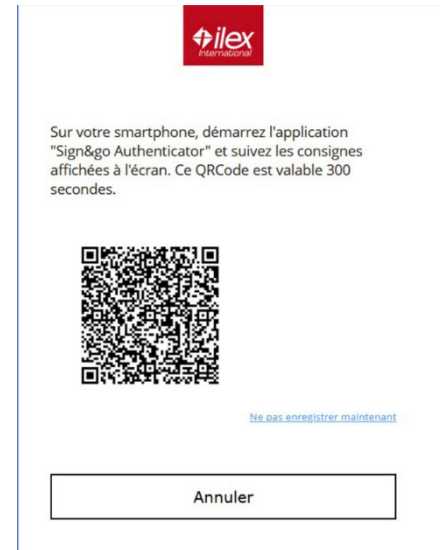 ilex
International
Sur votre smartphone, démarrez l'application
"Sign&go Authenticator" et suivez les consignes
affichées à l'écran. Ce QRCode est valable 300
secondes.
Ne pas enregistrer maintenant
Annuler